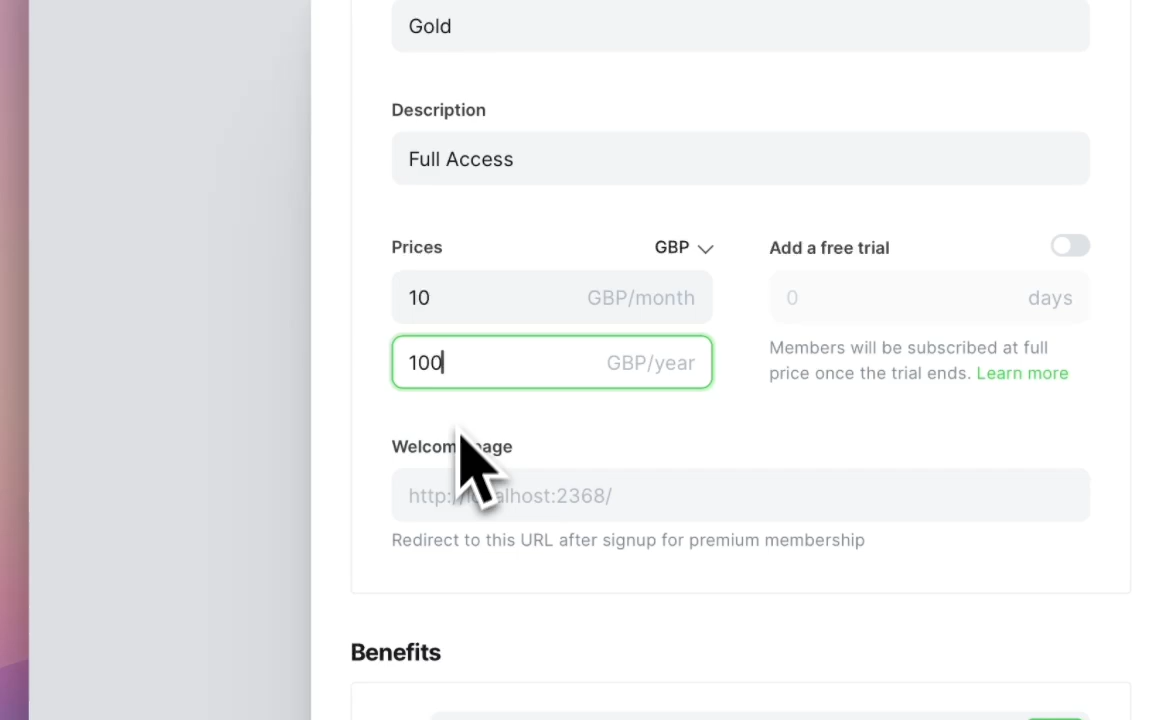 Gold
Description
Full Access
Prices
GBP
Add a free trial
10
GBP/month
0
days
100
GBP/year
Members will be subscribed at full
price once the trial ends. Learn more
Redirect to this URL after signup for premium membership
Benefits